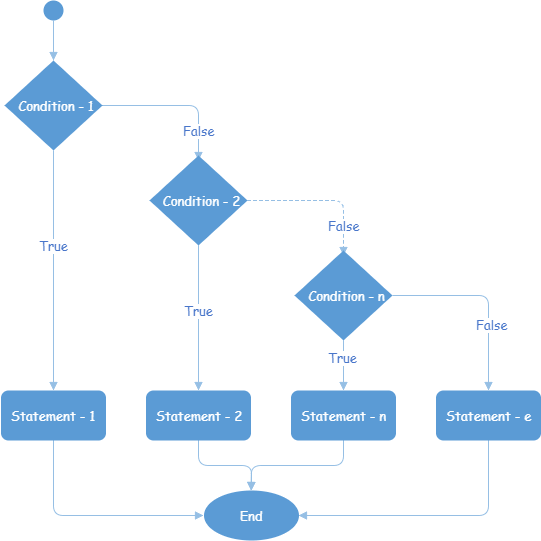 Condition - 1
False
Condition - 2
False
True
Condition - n
True
False
True
Statement - 1
Statement - 2
Statement - n
Statement - e
End